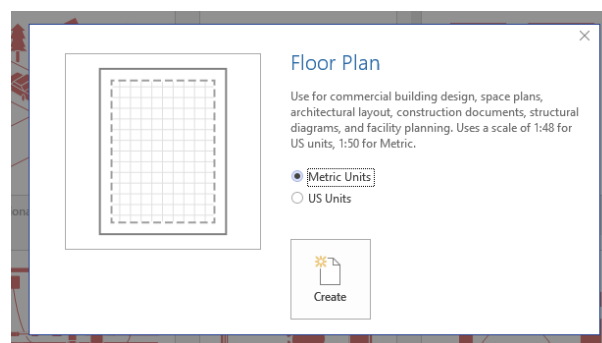 Floor Plan
Use for commercial building design, space plans,
architectural layout, construction documents, structural
diagrams, and facility planning. Uses a scale of 1:48 for
US units, 1:50 for Metric.
Metric Units
US Units
Create